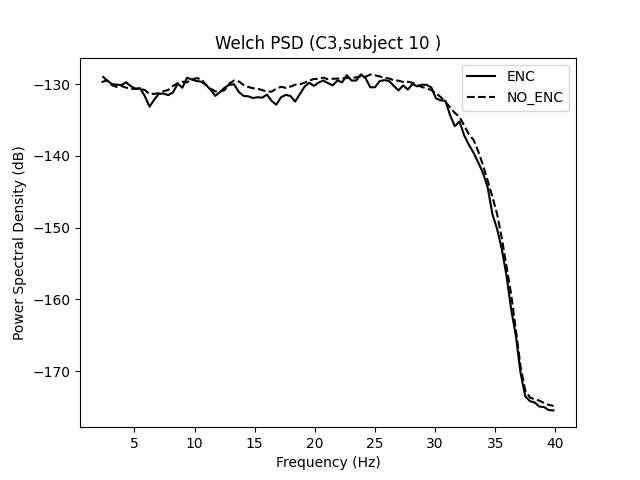 Welch PSD (C3,subject 10 )
ENC
NO_ENC
Power Spectral Density (dB)
−130
−140
−150
−160
−170
5 10 15 20 25 30 35 40
Frequency (Hz)